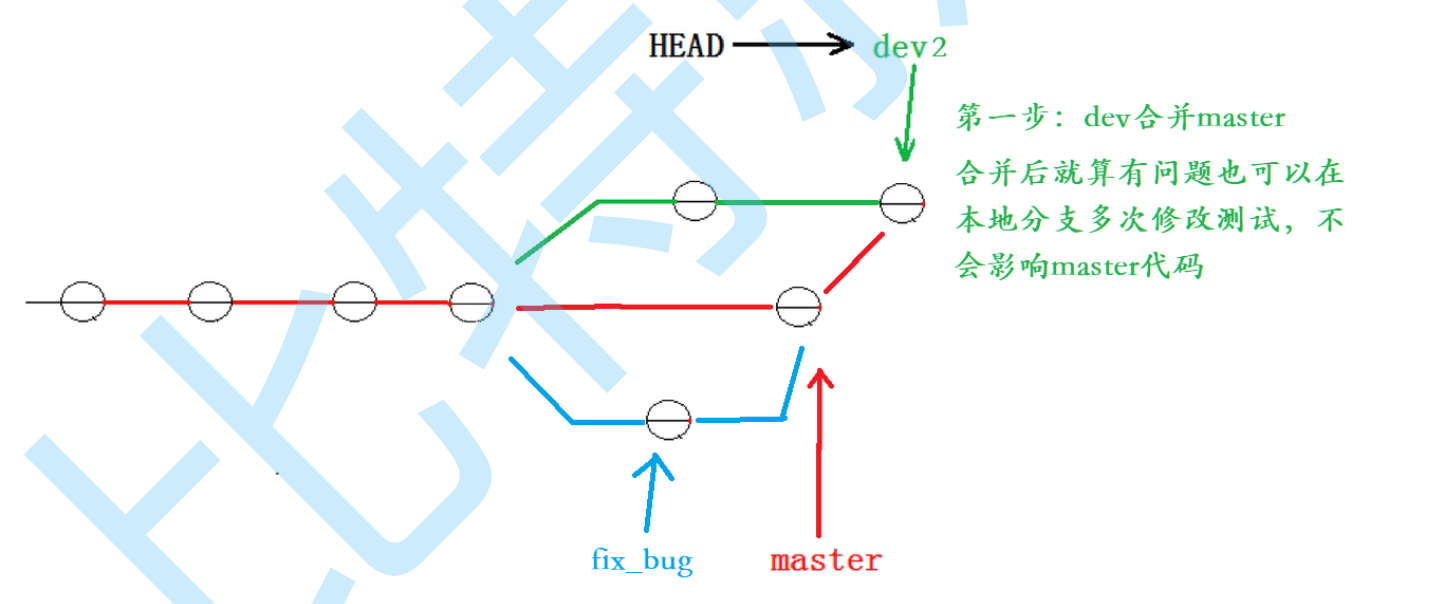 HEAD
dev2
第一步：dev合并master
合并后就算有问题也可以在
本地分支多次修改测试，不
会影响master代码
fix_bug
master
比特